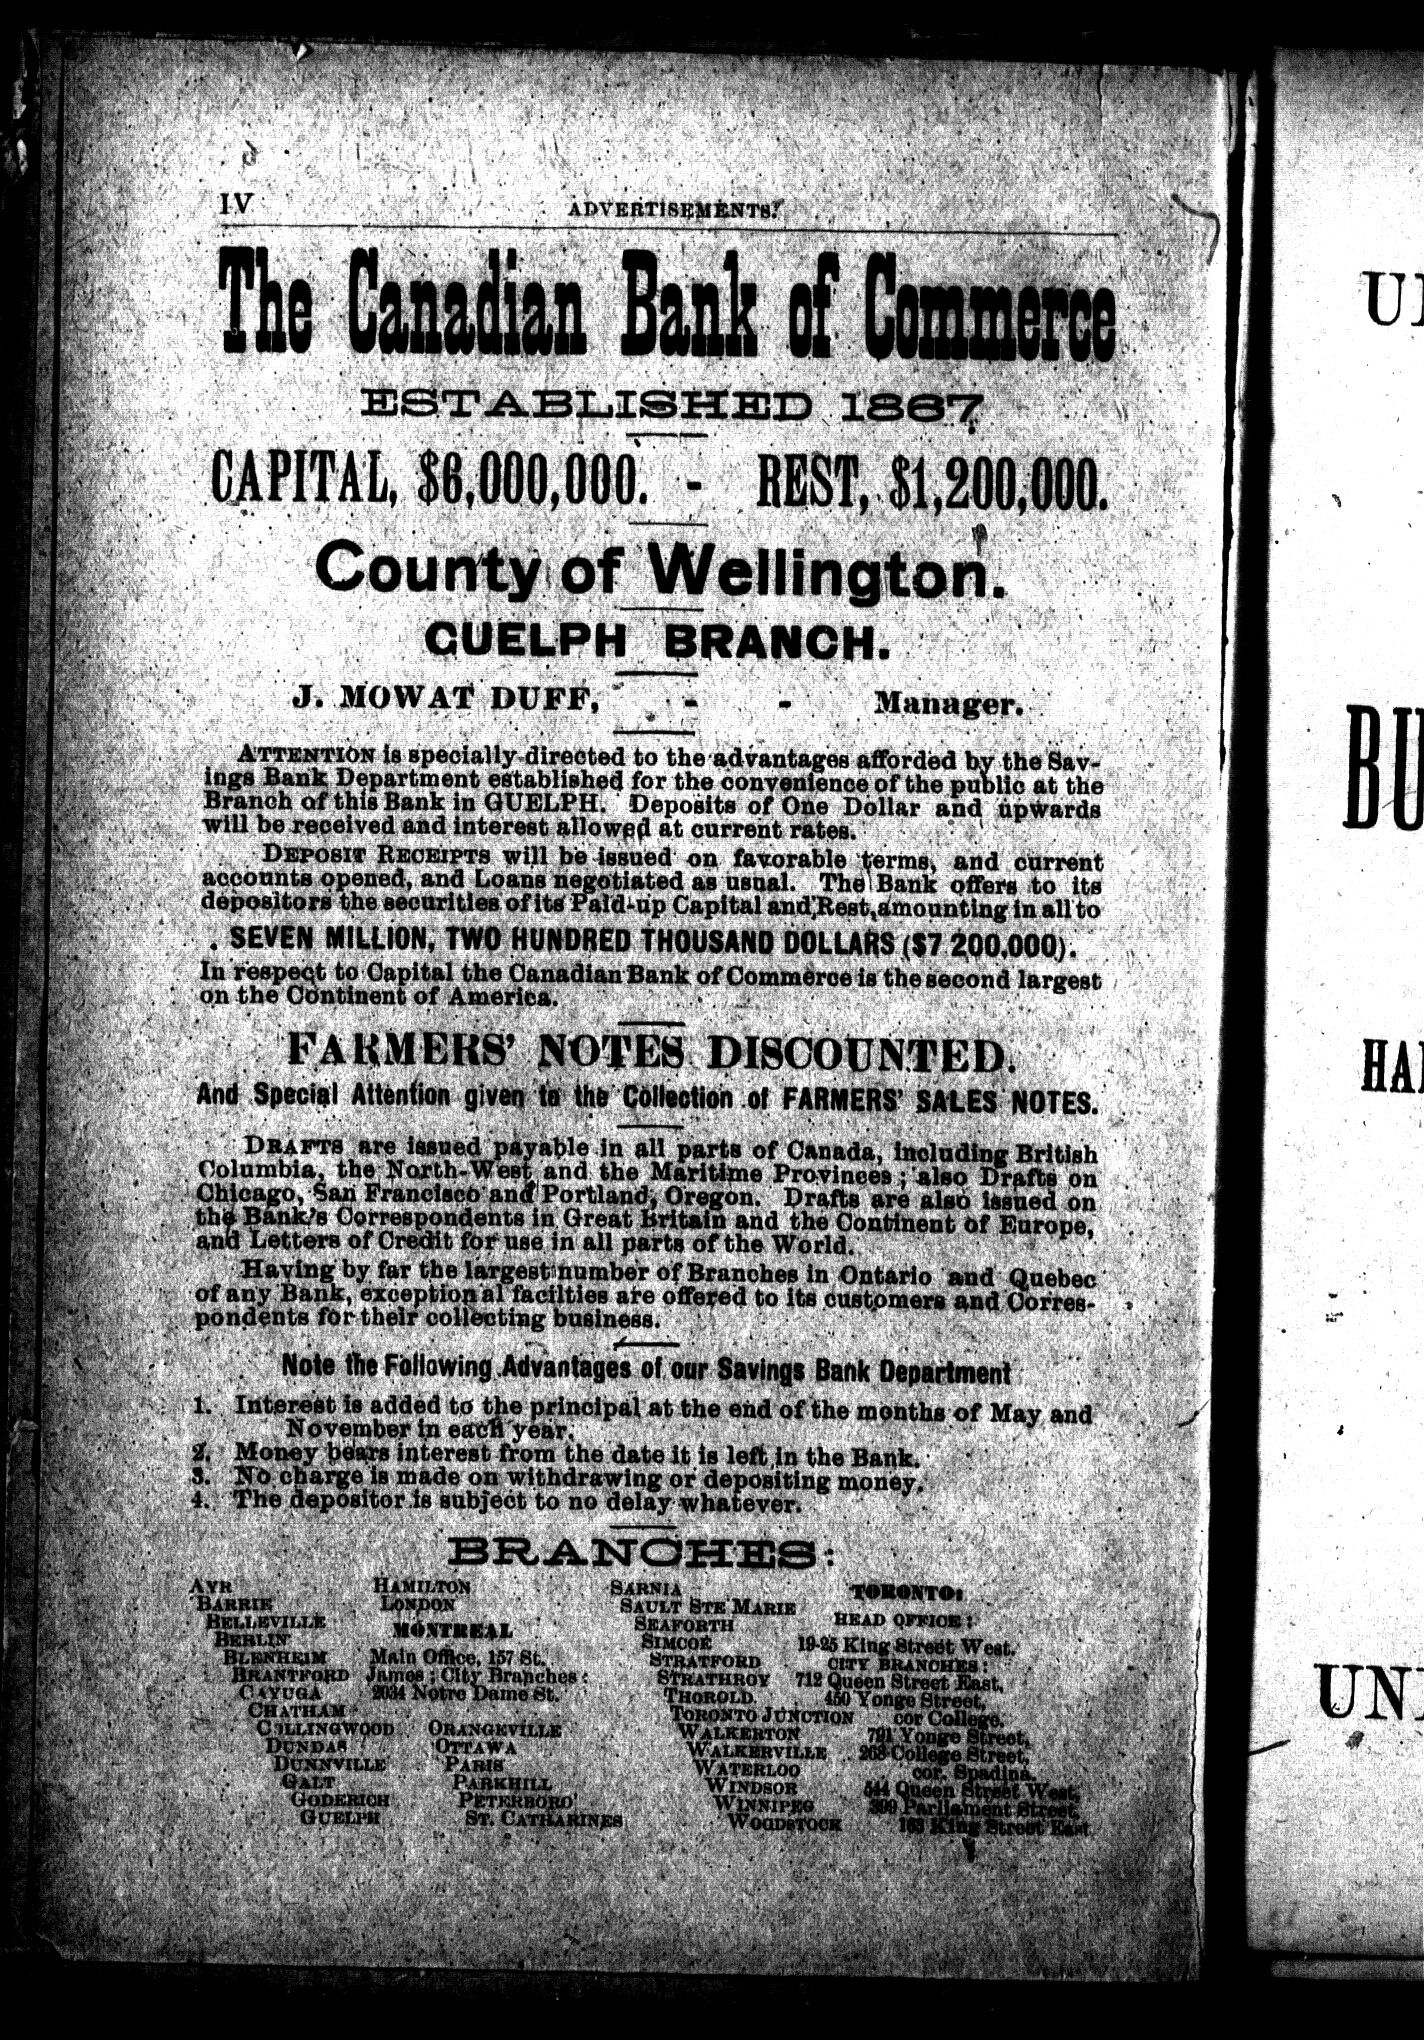 IV
ADVERTISEMENTS.
The Canadian Bank of Commerce
ESTABLISHED 1867
CAPITAL, $6,000,000. - REST, $1,200,000.
County of Wellington.
GUELPH BRANCH.
J. MOWAT DUFF, - - Manager.
ATTENTION is specially directed to the advantages afforded by the Sav-
ings Bank Department established for the convenience of the public at the
Branch of this Bank in GUELPH. Deposits of One Dollar and upwards
will be received and interest allowed at current rates.
DEPOSIT RECEIPTS will be issued on favorable terms, and current
accounts opened, and Loans negotiated as usual. The Bank offers to its
depositors the securities of its Paid-up Capital and Rest, amounting in all to
SEVEN MILLION, TWO HUNDRED THOUSAND DOLLARS ($7 200,000).
In respect to Capital the Canadian Bank of Commerce is the second largest
on the Continent of America.
FARMERS' NOTES DISCOUNTED.
And Special Attention given to the Collection of FARMERS' SALES NOTES.
DRAFTS are issued payable in all parts of Canada, including British
Columbia, the North-West and the Maritime Provinces; also Drafts on
Chicago, San Francisco and Portland, Oregon. Drafts are also issued on
the Bank's Correspondents in Great Britain and the Continent of Europe,
and Letters of Credit for use in all parts of the World.
Having by far the largest number of Branches in Ontario and Quebec
of any Bank, exceptional facilties are offered to its customers and Corres-
pondents for their collecting business.
Note the Following Advantages of our Savings Bank Department
1. Interest is added to the principal at the end of the months of May and
November in each year.
2. Money bears interest from the date it is left in the Bank.
3. No charge is made on withdrawing or depositing money.
4. The depositor is subject to no delay whatever.
BRANCHES:
AYR
BARRIE
BELLEVILLE
BERLIN
BLENHEIM
BRANTFORD
CAYUGA
CHATHAM
COLLINGWOOD
DUNDAS
DUNNVILLE
GALT
GODERICH
GUELPH
HAMILTON
LONDON
MONTREAL
Main Office, 157 St.
James; City Branches:
2034 Notre Dame St.
ORANGEVILLE
OTTAWA
PARIS
PARKHILL
PETERBORO'
ST. CATHARINES
SARNIA
SAULT STE MARIE
SEAFORTH
SIMCOE
STRATFORD
STRATHROY
THOROLD
TORONTO JUNCTION
WALKERTON
WALKERVILLE
WATERLOO
WINDSOR
WINNIPEG
WOODSTOCK
TORONTO:
HEAD OFFICE:
19-25 King Street West.
CITY BRANCHES:
712 Queen Street East,
450 Yonge Street,
cor College.
791 Yonge Street,
268 College Street,
cor. Spadina.
544 Queen Street West,
399 Parliament Street,
163 King Street East
BU
HA
UN